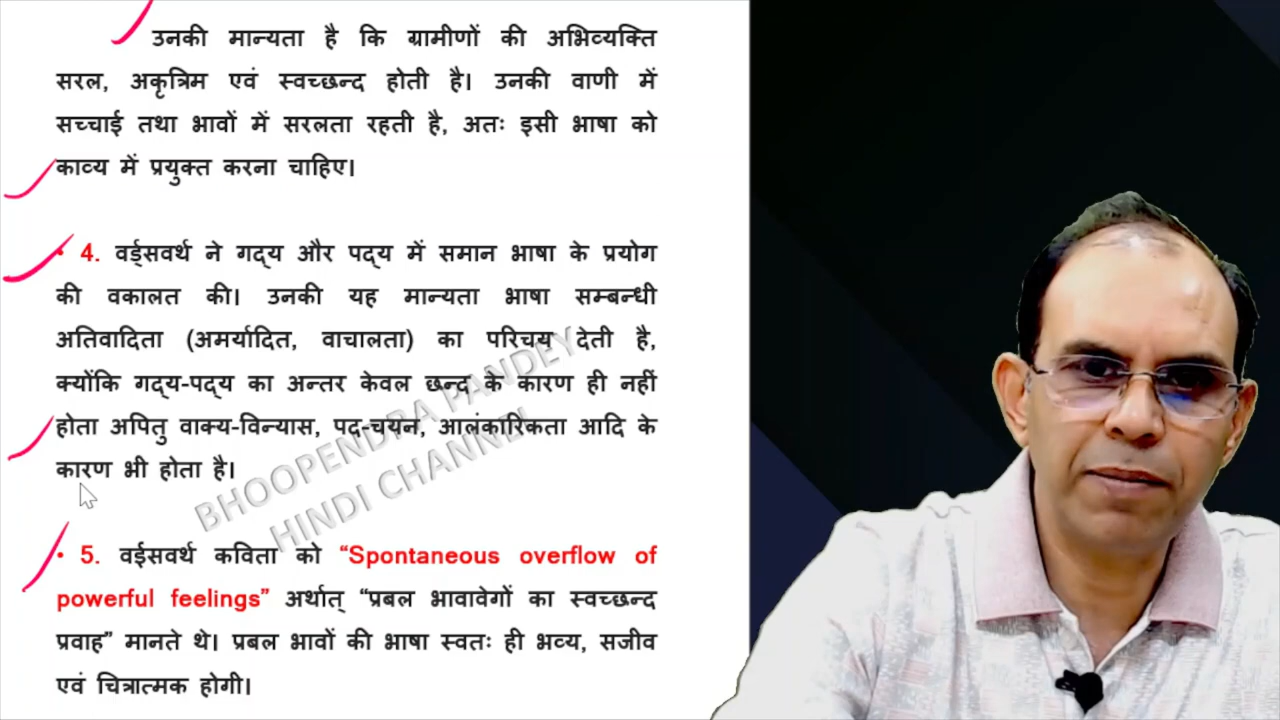 उनकी मान्यता है कि ग्रामीणों की अभिव्यक्ति
सरल, अकृत्रिम एवं स्वच्छन्द होती है। उनकी वाणी में
सच्चाई तथा भावों में सरलता रहती है, अतः इसी भाषा को
काव्य में प्रयुक्त करना चाहिए।
• 4. वर्ड्सवर्थ ने गद्य और पद्य में समान भाषा के प्रयोग
की वकालत की। उनकी यह मान्यता भाषा सम्बन्धी
अतिवादिता (अमर्यादित, वाचालता) का परिचय देती है,
क्योंकि गद्य-पद्य का अन्तर केवल छन्द के कारण ही नहीं
होता अपितु वाक्य-विन्यास, पद-चयन, आलंकारिकता आदि के
कारण भी होता है।
• 5. वर्ईसवर्थ कविता को “Spontaneous overflow of
powerful feelings” अर्थात् “प्रबल भावावेगों का स्वच्छन्द
प्रवाह” मानते थे। प्रबल भावों की भाषा स्वतः ही भव्य, सजीव
एवं चित्रात्मक होगी।
BHOOPENDRA PANDEY
HINDI CHANNEL